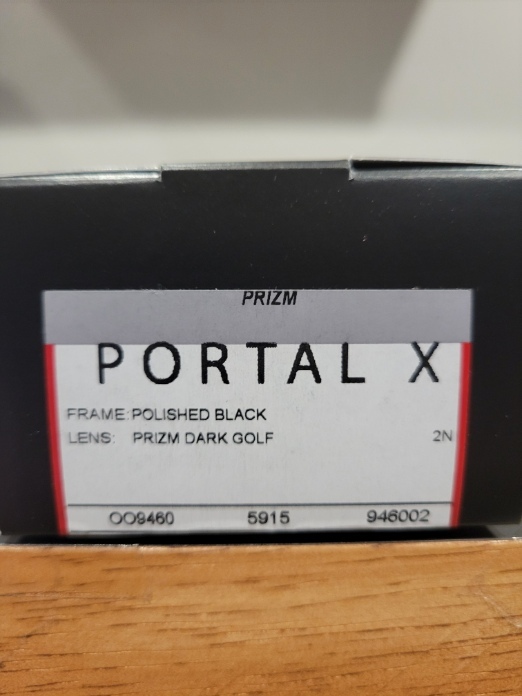 PRIZM
PORTAL X
FRAME: POLISHED BLACK
LENS: PRIZM DARK GOLF 2N
OO9460 5915 946002